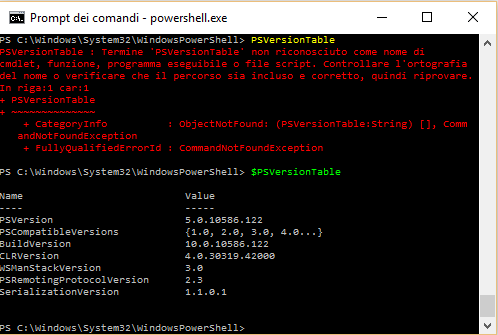 Prompt dei comandi - powershell.exe
PS C:\Windows\System32\WindowsPowerShell> PSVersionTable
PSVersionTable : Termine 'PSVersionTable' non riconosciuto come nome di
cmdlet, funzione, programma eseguibile o file script. Controllare l'ortografia
del nome o verificare che il percorso sia incluso e corretto, quindi riprovare.
In riga:1 car:1
+ PSVersionTable
+ ~~~~~~~~~~~~~~
    + CategoryInfo          : ObjectNotFound: (PSVersionTable:String) [], Comm
   andNotFoundException
    + FullyQualifiedErrorId : CommandNotFoundException
PS C:\Windows\System32\WindowsPowerShell> $PSVersionTable
Name                           Value
----                           -----
PSVersion                      5.0.10586.122
PSCompatibleVersions           {1.0, 2.0, 3.0, 4.0...}
BuildVersion                   10.0.10586.122
CLRVersion                     4.0.30319.42000
WSManStackVersion              3.0
PSRemotingProtocolVersion      2.3
SerializationVersion           1.1.0.1
PS C:\Windows\System32\WindowsPowerShell>